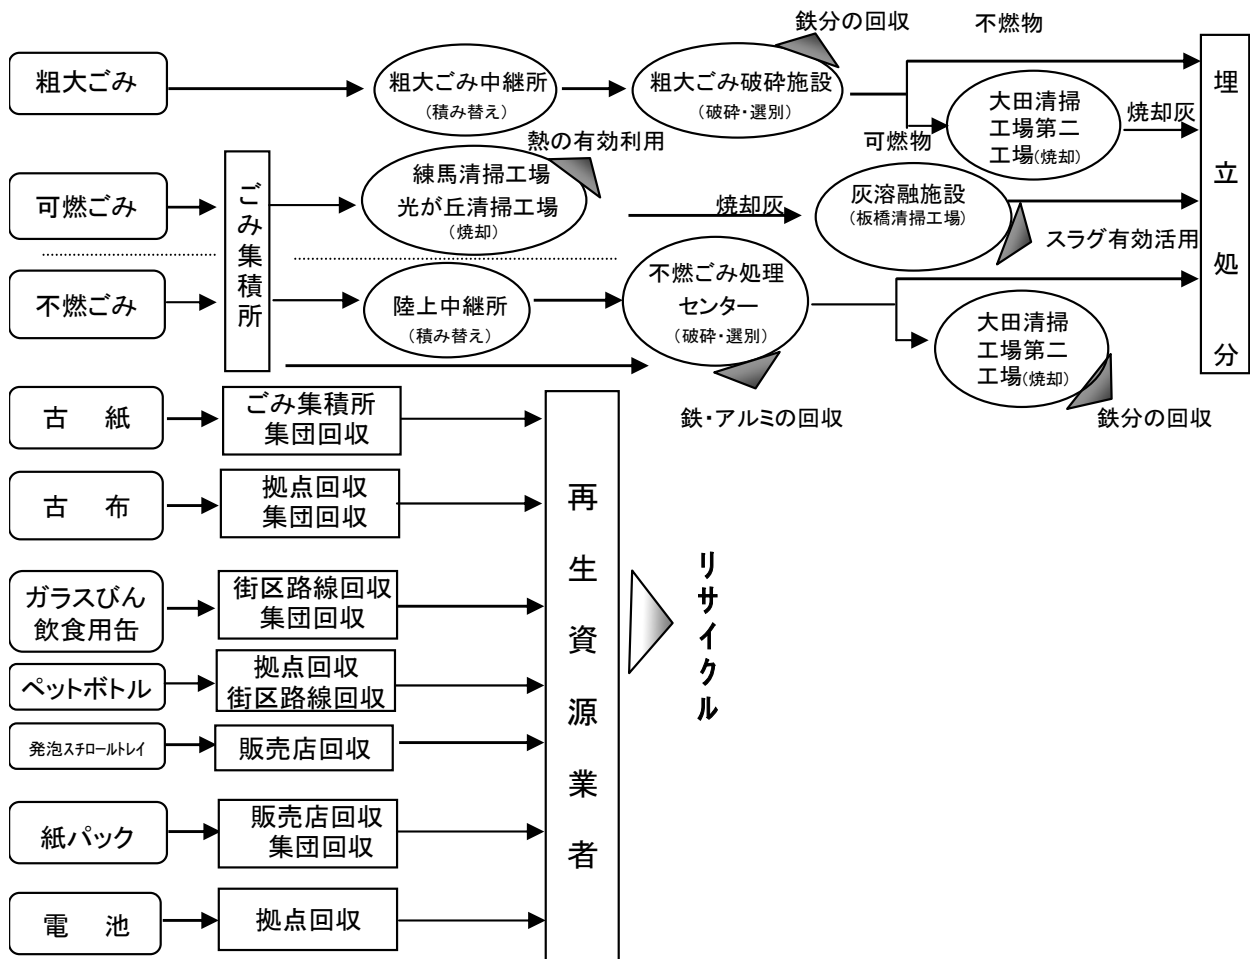 鉄分の回収
不燃物
粗大ごみ
粗大ごみ中継所
(積み替え)
粗大ごみ破砕施設
(破砕・選別)
大田清掃
工場第二
工場(焼却)
焼却灰
可燃物
熱の有効利用
可燃ごみ
ごみ集積所
練馬清掃工場
光が丘清掃工場
(焼却)
焼却灰
灰溶融施設
(板橋清掃工場)
スラグ有効活用
埋立処分
不燃ごみ
陸上中継所
(積み替え)
不燃ごみ処理
センター
(破砕・選別)
大田清掃
工場第二
工場(焼却)
鉄・アルミの回収
鉄分の回収
古 紙
ごみ集積所
集団回収
古 布
拠点回収
集団回収
ガラスびん
飲食用缶
街区路線回収
集団回収
ペットボトル
拠点回収
街区路線回収
発泡スチロールトレイ
販売店回収
紙パック
販売店回収
集団回収
電 池
拠点回収
再生資源業者
リサイクル